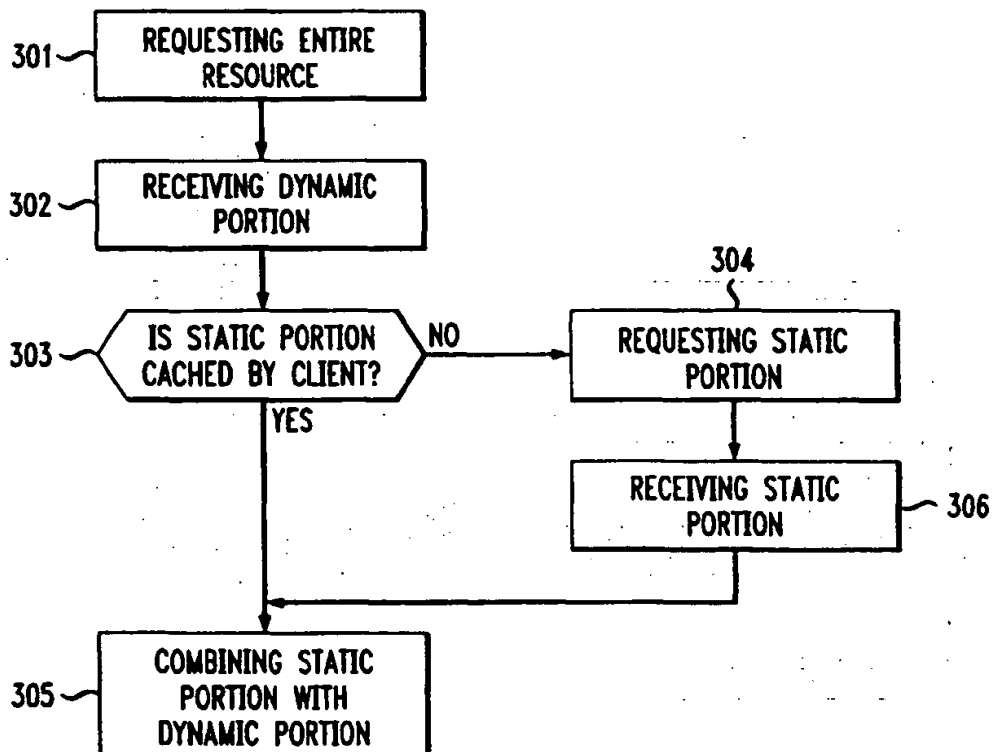 301
REQUESTING ENTIRE
RESOURCE
302
RECEIVING DYNAMIC
PORTION
303
IS STATIC PORTION
CACHED BY CLIENT?
NO
YES
304
REQUESTING STATIC
PORTION
RECEIVING STATIC
PORTION
306
305
COMBINING STATIC
PORTION WITH
DYNAMIC PORTION